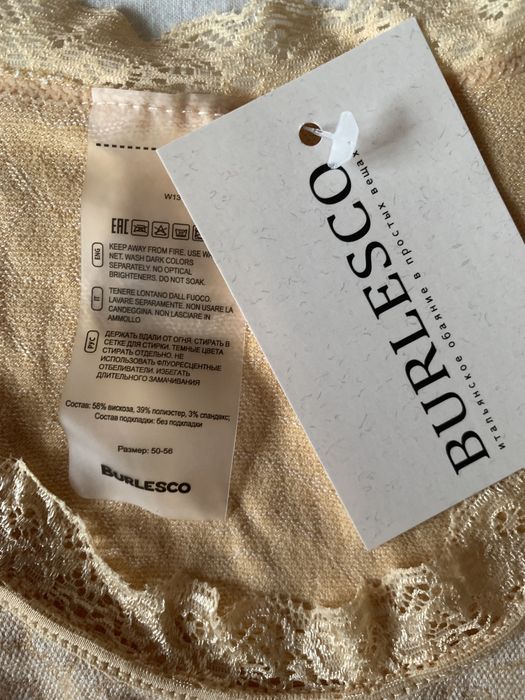 W13
EAC
ENG
KEEP AWAY FROM FIRE. USE
NET. WASH DARK COLORS
SEPARATELY. NO OPTICAL
BRIGHTENERS. DO NOT SOAK.
IT
TENERE LONTANO DALL FUOCO.
LAVARE SEPARAMENTE. NON USARE LA
CANDEGGINA. NON LASCIARE IN
AMMOLLO
РУС
ДЕРЖАТЬ ВДАЛИ ОТ ОГНЯ. СТИРАТЬ В
СЕТКЕ ДЛЯ СТИРКИ. ТЕМНЫЕ ЦВЕТА
СТИРАТЬ ОТДЕЛЬНО. НЕ
ИСПОЛЬЗОВАТЬ ФЛУОРЕСЦЕНТНЫЕ
ОТБЕЛИВАТЕЛИ. ИЗБЕГАТЬ
ДЛИТЕЛЬНОГО ЗАМАЧИВАНИЯ
Состав: 58% вискоза, 39% полиэстер, 3% спандекс;
Состав подкладки: без подкладки
Размер: 50-56
BURLESCO
BURLESCO
итальянское обаяние в простых вещах